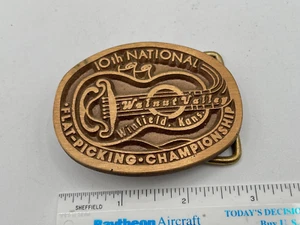 10th NATIONAL
Walnut Valley
Winfield, Kans.
•FLAT-PICKING•CHAMPIONSHIP
SHEFFIELD
1 2 3
Raytheon Aircraft
TODAY'S DECISIO
Buy U. S.